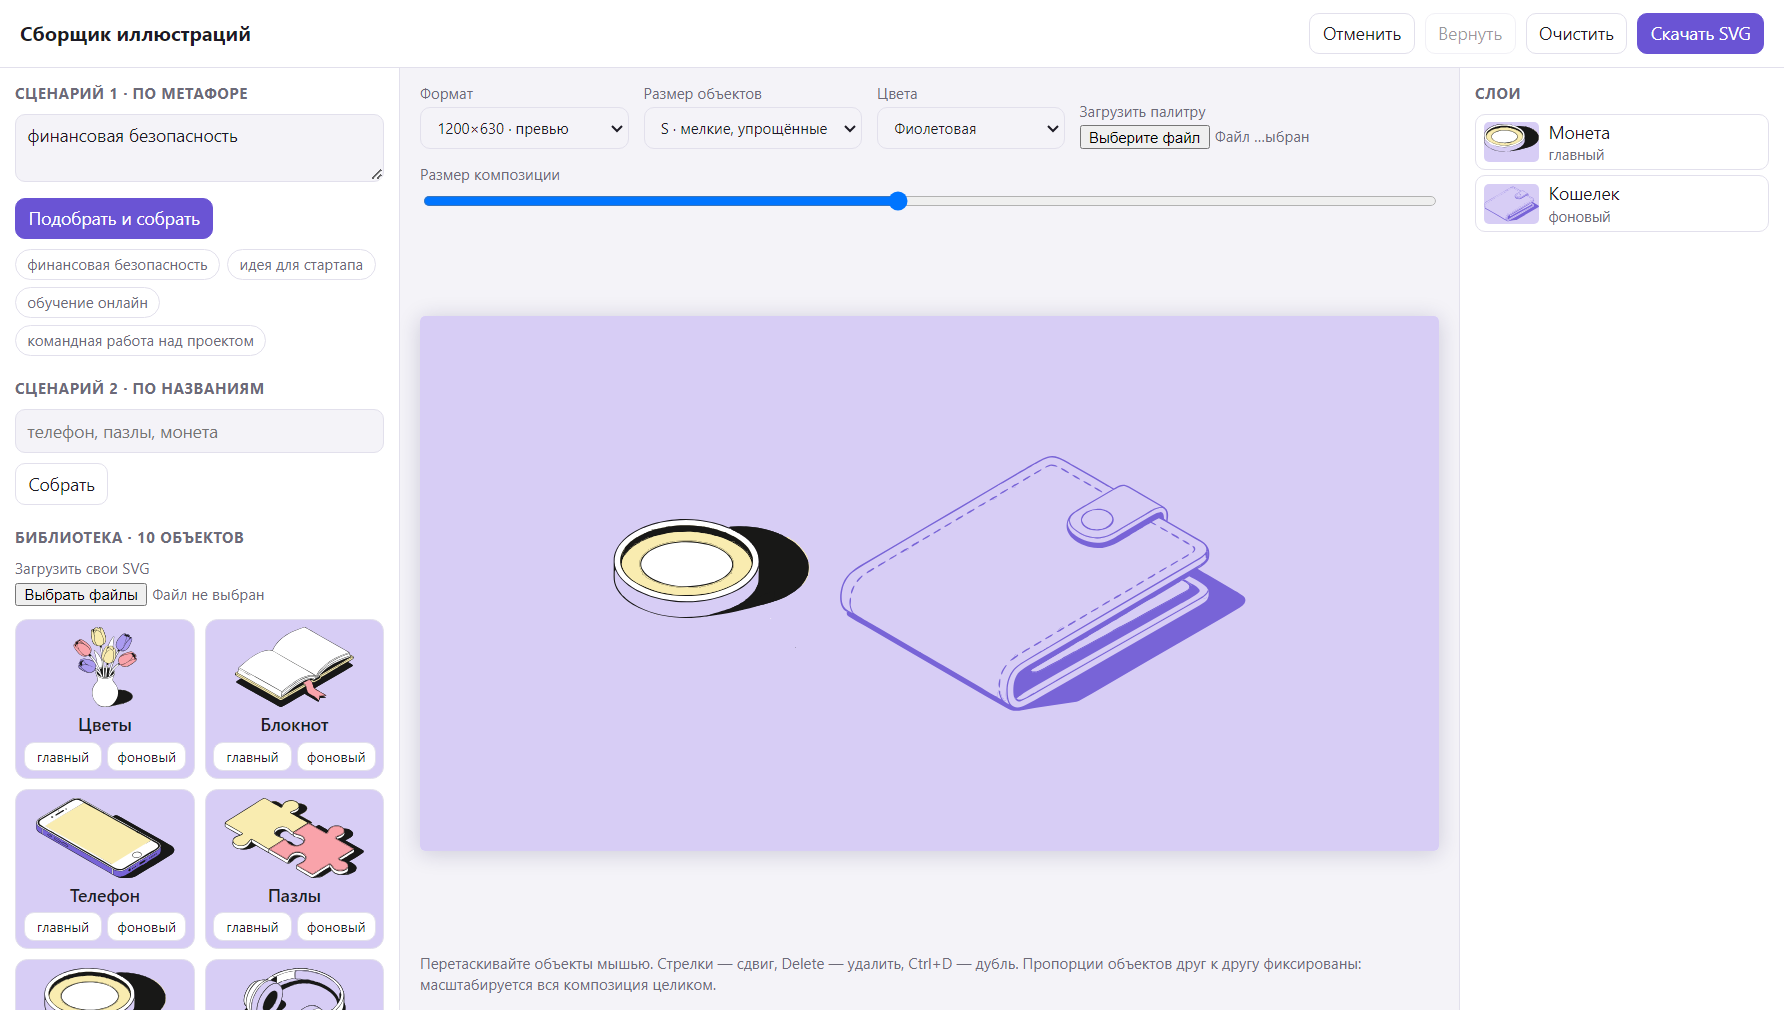 Сборщик иллюстраций
Отменить
Вернуть
Очистить
Скачать SVG
СЦЕНАРИЙ 1 · ПО МЕТАФОРЕ
финансовая безопасность
Подобрать и собрать
финансовая безопасность
идея для стартапа
обучение онлайн
командная работа над проектом
СЦЕНАРИЙ 2 · ПО НАЗВАНИЯМ
телефон, пазлы, монета
Собрать
БИБЛИОТЕКА · 10 ОБЪЕКТОВ
Загрузить свои SVG
Выбрать файлы Файл не выбран
Цветы
главный фоновый
Блокнот
главный фоновый
Телефон
главный фоновый
Пазлы
главный фоновый
Формат
1200×630 · превью
Размер объектов
S · мелкие, упрощённые
Цвета
Фиолетовая
Загрузить палитру
Выберите файл Файл ...ыбран
Размер композиции
Перетаскивайте объекты мышью. Стрелки — сдвиг, Delete — удалить, Ctrl+D — дубль. Пропорции объектов друг к другу фиксированы:
масштабируется вся композиция целиком.
СЛОИ
Монета
главный
Кошелек
фоновый